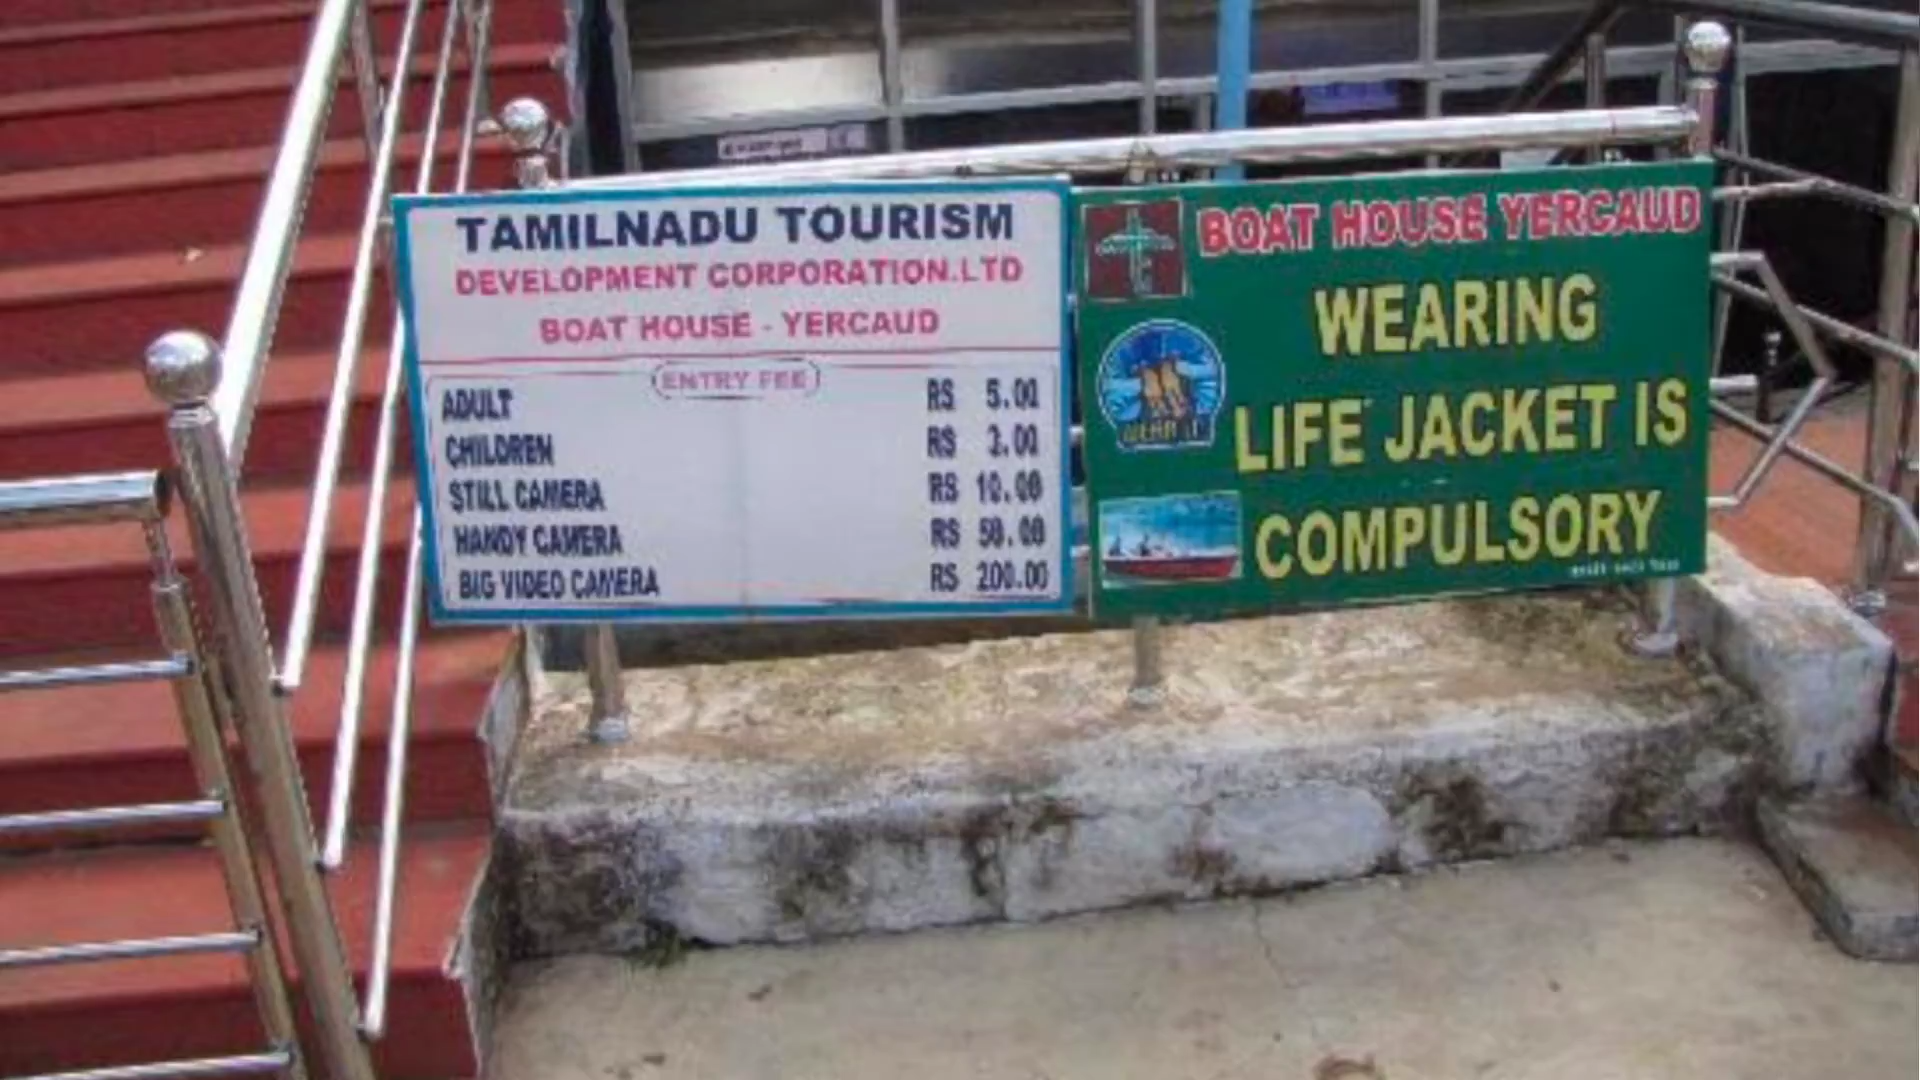 TAMILNADU TOURISM
DEVELOPMENT CORPORATION.LTD
BOAT HOUSE - YERCAUD
ENTRY FEE
ADULT RS 5.00
CHILDREN RS 3.00
STILL CAMERA RS 10.00
HANDY CAMERA RS 50.00
BIG VIDEO CAMERA RS 200.00
BOAT HOUSE YERCAUD
WEARING
LIFE JACKET IS
COMPULSORY
WEAR IT